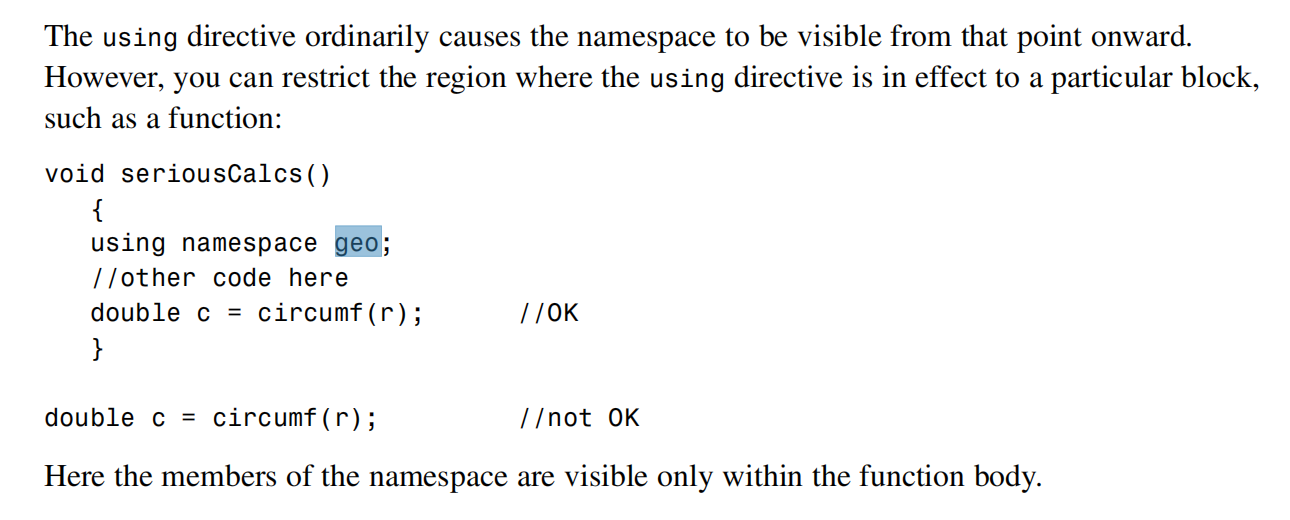 The using directive ordinarily causes the namespace to be visible from that point onward.
However, you can restrict the region where the using directive is in effect to a particular block,
such as a function:
void seriousCalcs()
{
using namespace geo;
//other code here
double c = circumf(r); //OK
}
double c = circumf(r); //not OK
Here the members of the namespace are visible only within the function body.